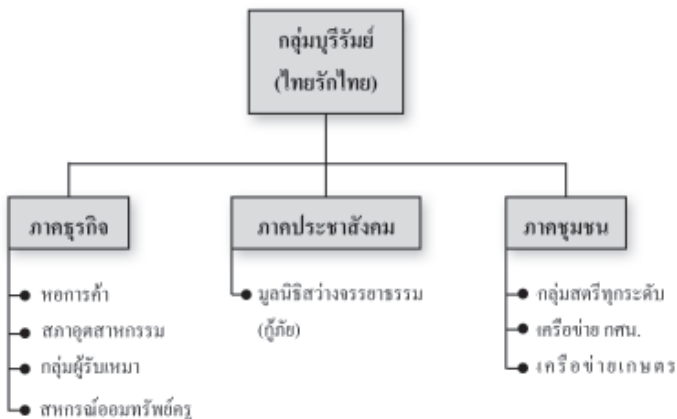 กลุ่มบุรีรัมย์
(ไทยรักไทย)
ภาคธุรกิจ
หอการค้า
สภาอุตสาหกรรม
กลุ่มผู้รับเหมา
สหกรณ์ออมทรัพย์ครู
ภาคประชาสังคม
มูลนิธิสว่างจรรยาธรรม
(กู้ภัย)
ภาคชุมชน
กลุ่มสตรีทุกระดับ
เครือข่าย กศน.
เครือข่ายเกษตร